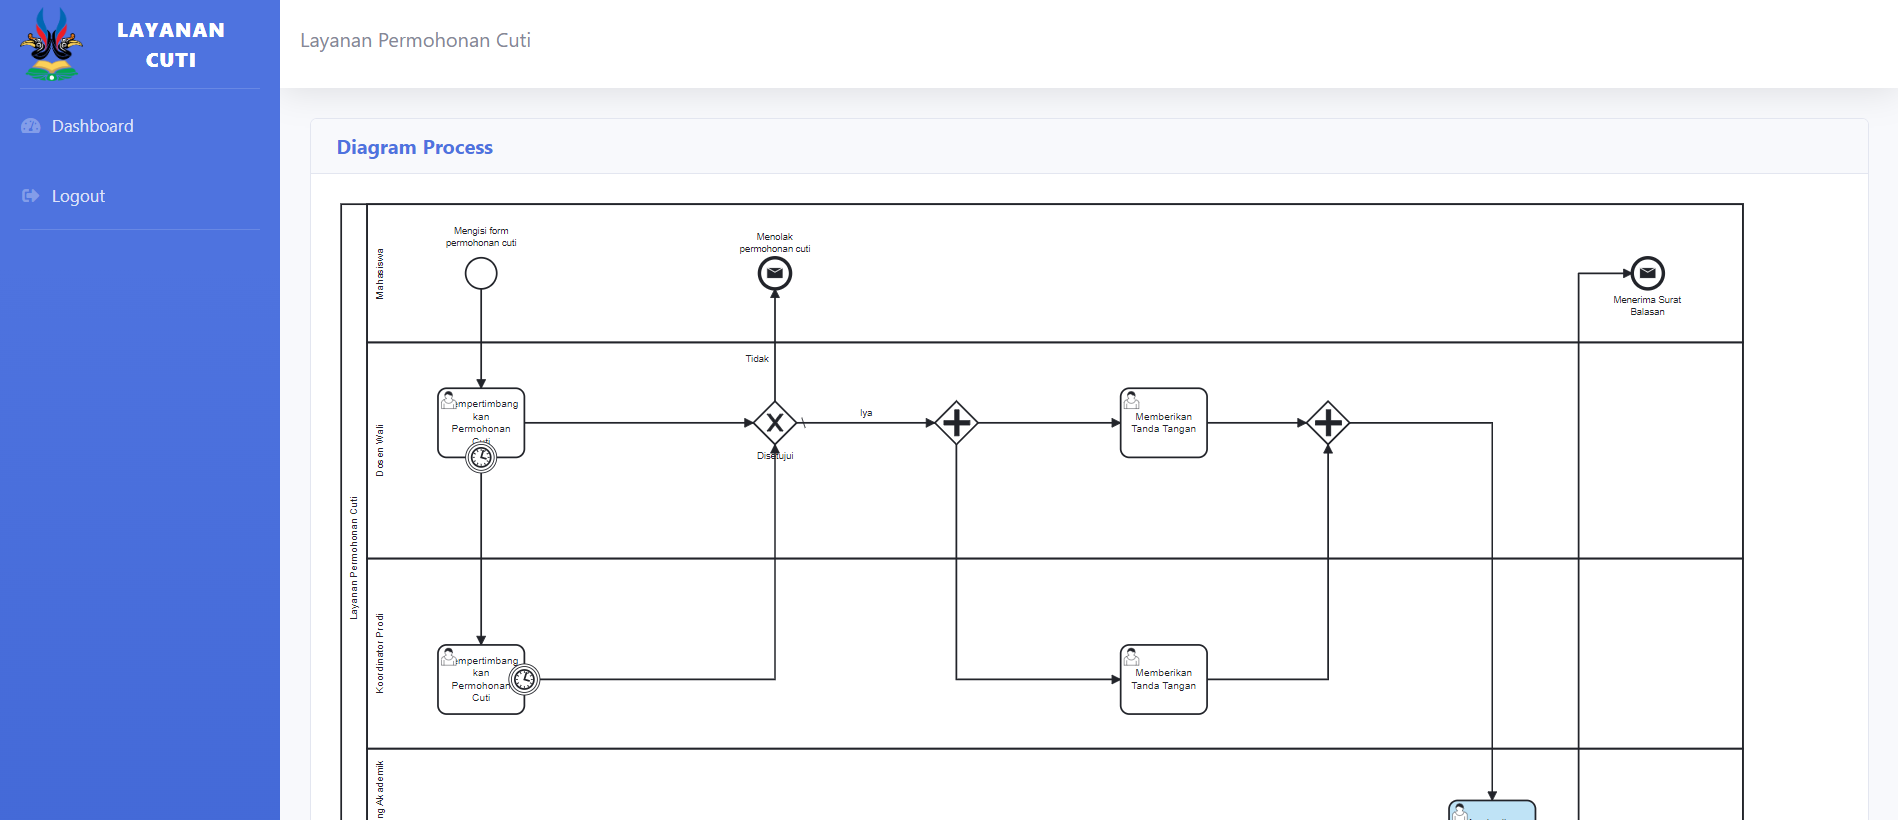 LAYANAN
CUTI
Dashboard
Logout
Layanan Permohonan Cuti
Diagram Process
Layanan Permohonan Cuti
Mahasiswa
Mengisi form
permohonan cuti
Menolak
permohonan cuti
Menerima Surat
Balasan
Dosen Wali
Tidak
empertimbang
kan
Permohonan
Cuti
X
Iya
Disetujui
Memberikan
Tanda Tangan
Koordinator Prodi
empertimbang
kan
Permohonan
Cuti
Memberikan
Tanda Tangan
ng Akademik